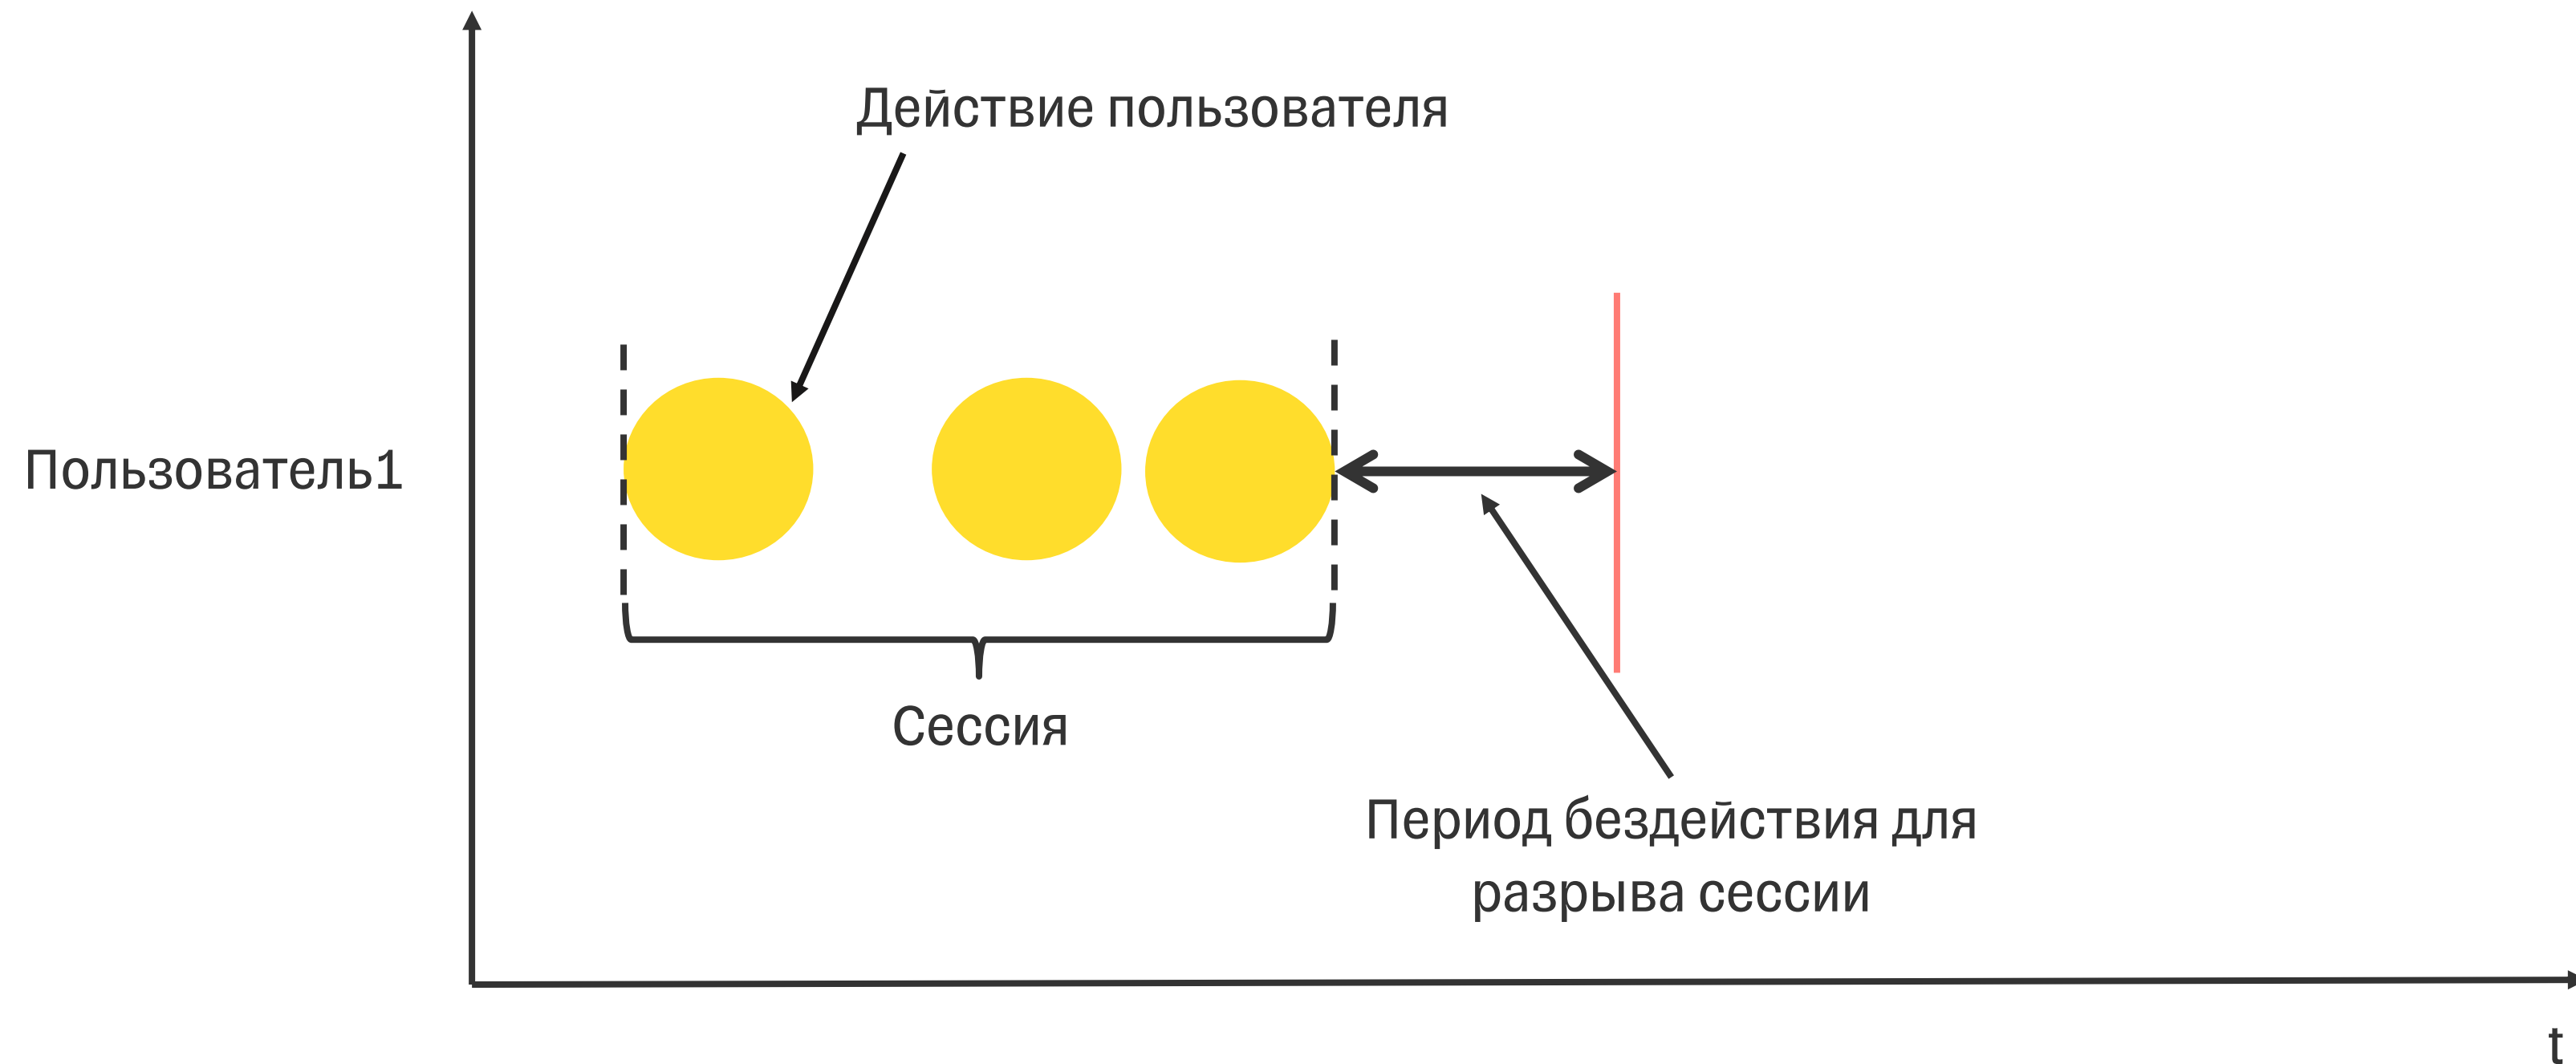 Действие пользователя
Пользователь1
Сессия
Период бездействия для
разрыва сессии
t